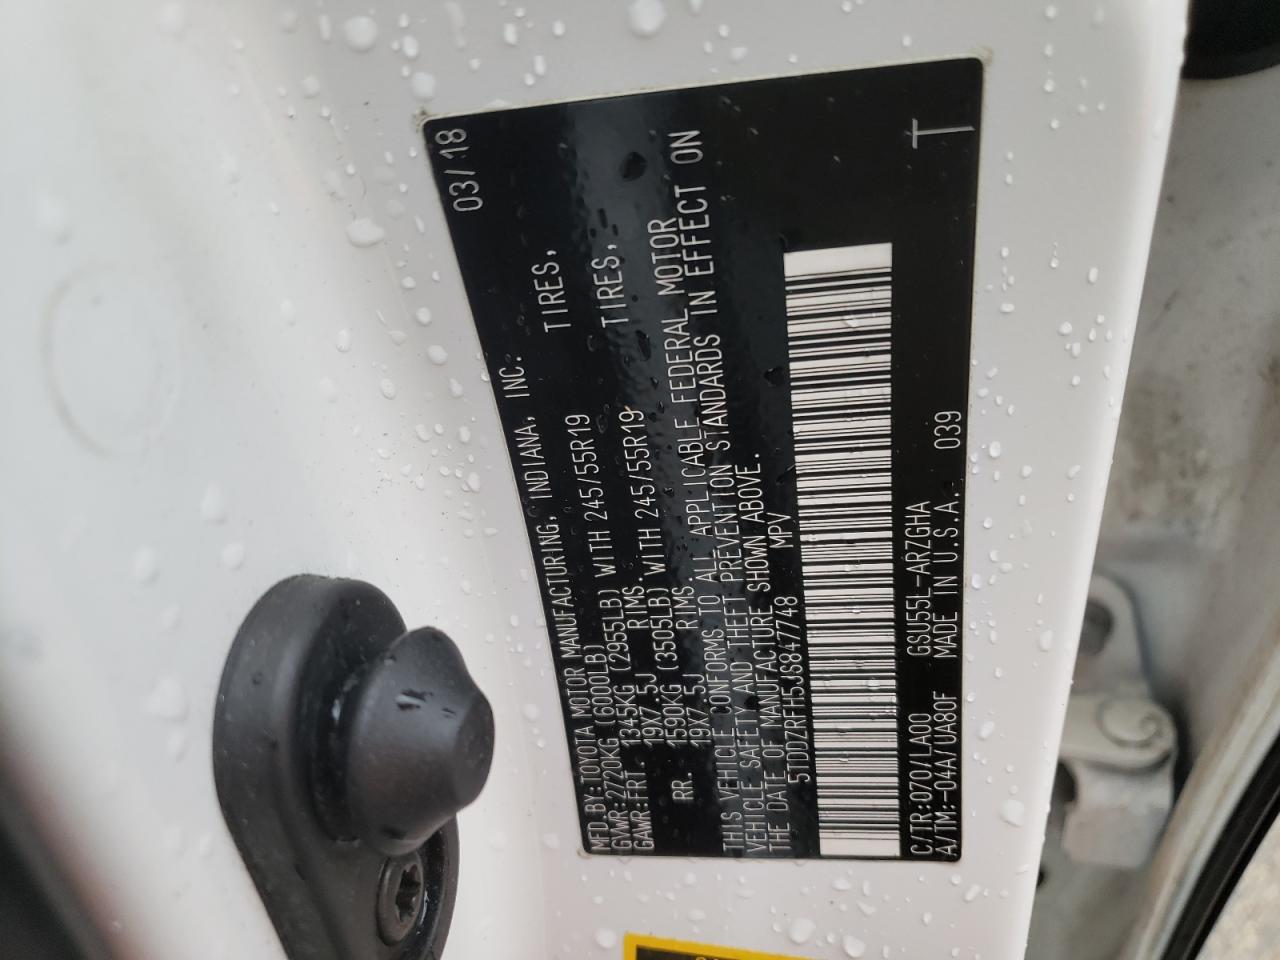 MFD.BY:TOYOTA MOTOR MANUFACTURING, INDIANA, INC. 03/18
GVWR:2720KG (6000LB)
GAWR:FRT. 1345KG (2955LB) WITH 245/55R19 TIRES,
19X7.5J RIMS.
RR. 1590KG (3505LB) WITH 245/55R19 TIRES,
19X7.5J RIMS.
THIS VEHICLE CONFORMS TO ALL APPLICABLE FEDERAL MOTOR
VEHICLE SAFETY AND THEFT PREVENTION STANDARDS IN EFFECT ON
THE DATE OF MANUFACTURE SHOWN ABOVE.
5TDDZRFH5JS847748 MPV
C/TR:070/LA00 GSU55L-ARZGHA
A/TM:-04A/UA80F MADE IN U.S.A. 039
T